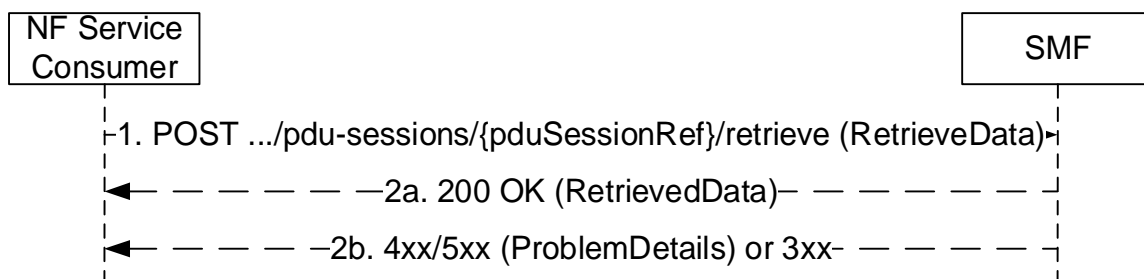 NF Service
Consumer
SMF
1. POST .../pdu-sessions/{pduSessionRef}/retrieve (RetrieveData)
2a. 200 OK (RetrievedData)
2b. 4xx/5xx (ProblemDetails) or 3xx